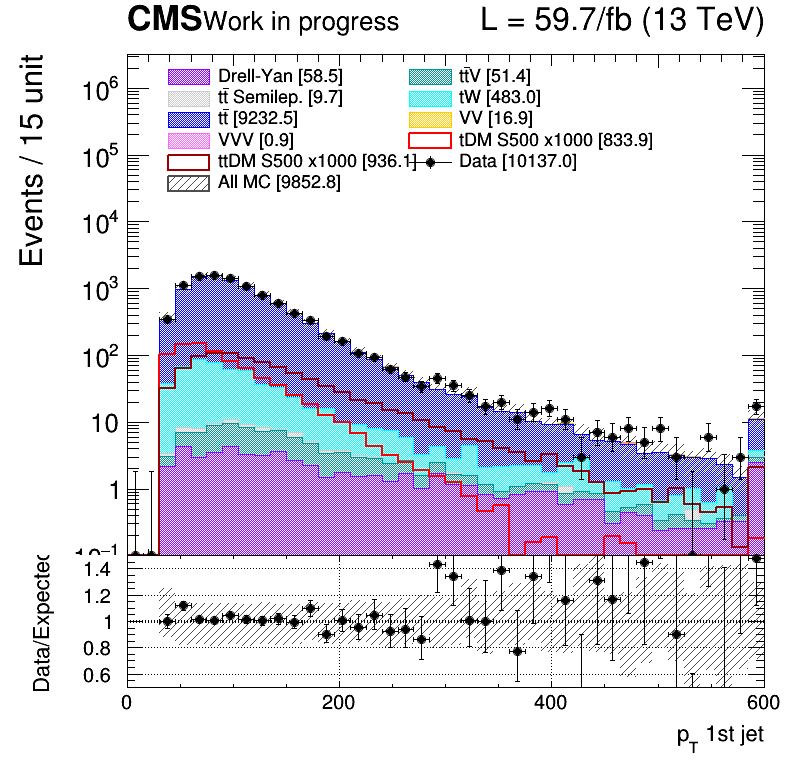 CMS Work in progress L = 59.7/fb (13 TeV)
Events / 15 unit
Drell-Yan [58.5] tt̄V [51.4]
tt̄ Semilep. [9.7] tW [483.0]
tt̄ [9232.5] VV [16.9]
VVV [0.9] tDM S500 x1000 [833.9]
ttDM S500 x1000 [936.1] Data [10137.0]
All MC [9852.8]
10⁶
10⁵
10⁴
10³
10²
10
1
10⁻¹
Data/Expected
1.4
1.2
1
0.8
0.6
0 200 400 600
p_T 1st jet